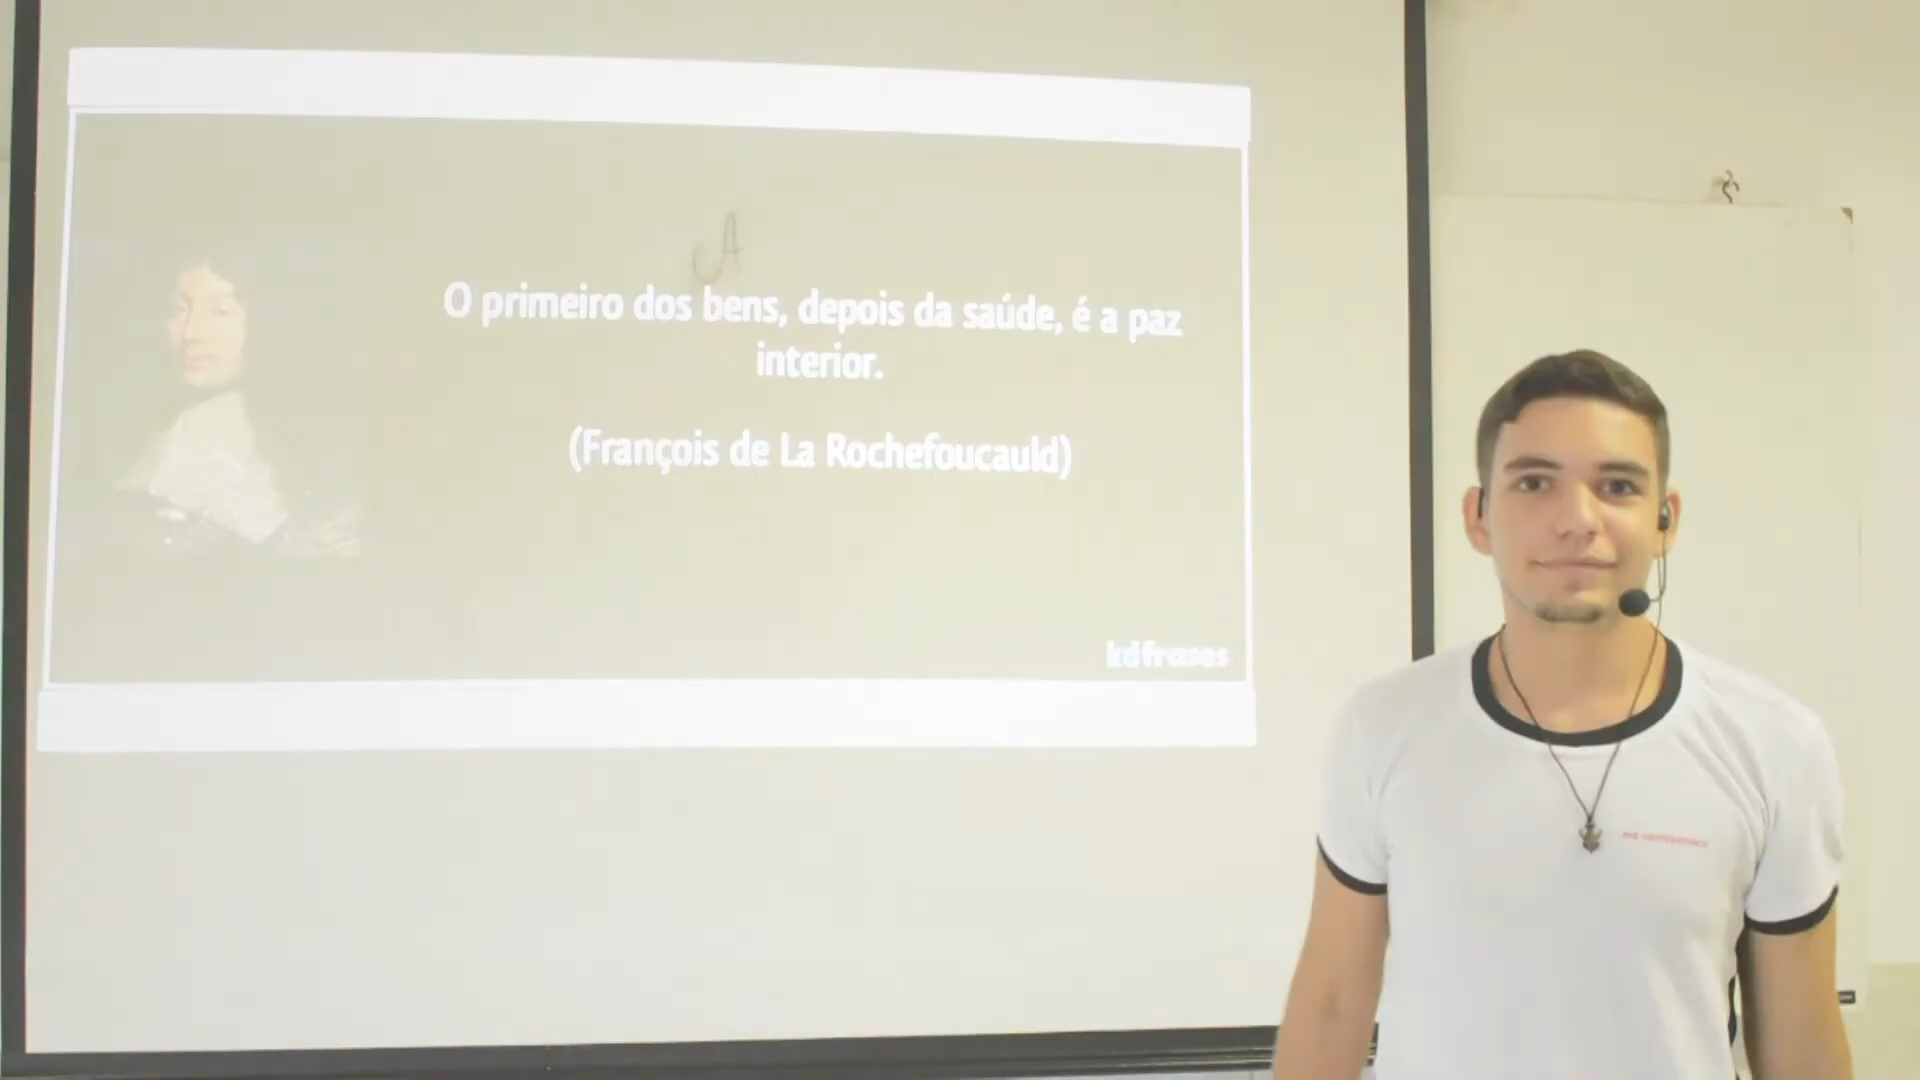 O primeiro dos bens, depois da saúde, é a paz
interior.
(François de La Rochefoucauld)
kdfrases